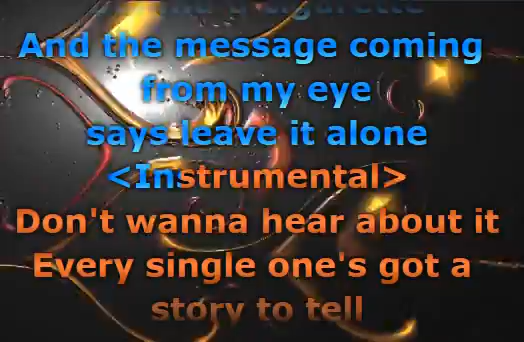 a cigarette
And the message coming
from my eye
says leave it alone
<Instrumental>
Don't wanna hear about it
Every single one's got a
story to tell